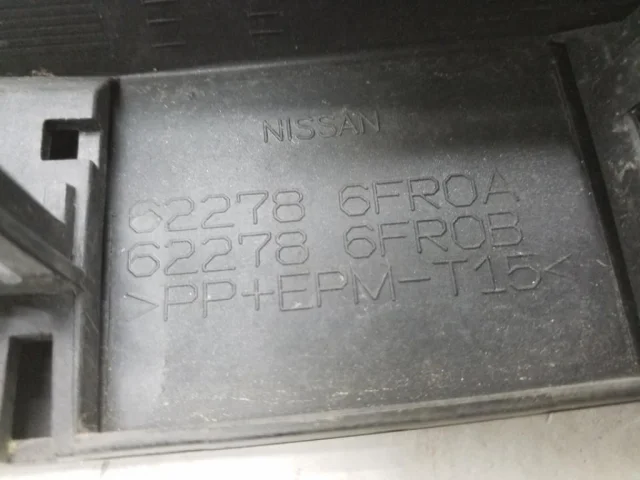 NISSAN
62278 6FR0A
62278 6FR0B
>PP+EPM-T15<